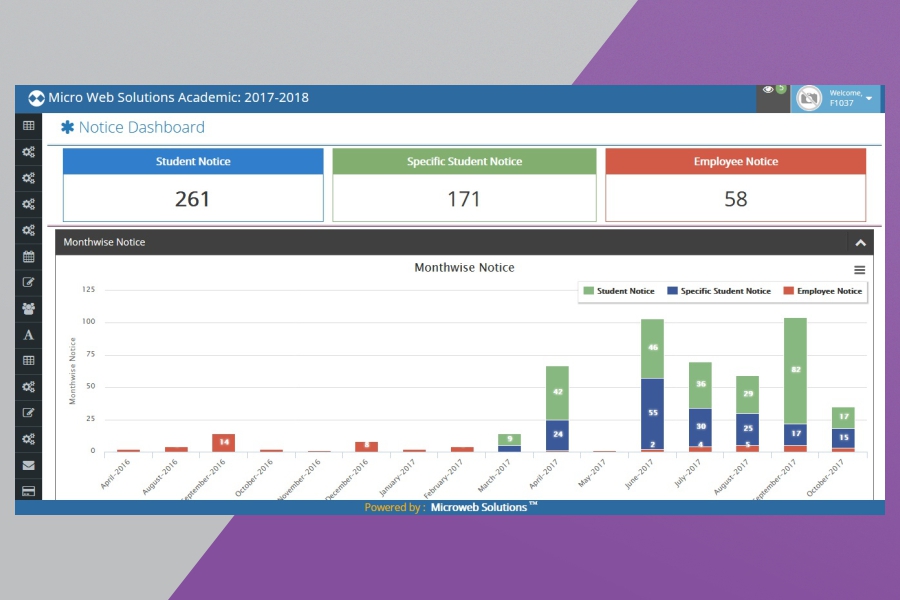 Micro Web Solutions Academic: 2017-2018
5
Welcome,
F1037
Notice Dashboard
Student Notice
Specific Student Notice
Employee Notice
261
171
58
Monthwise Notice
Monthwise Notice
Student Notice
Specific Student Notice
Employee Notice
Monthwise Notice
125
100
75
50
25
0
14
8
9
42
24
46
55
2
36
30
4
29
25
5
82
17
17
15
April-2016
August-2016
September-2016
October-2016
November-2016
December-2016
January-2017
February-2017
March-2017
April-2017
May-2017
June-2017
July-2017
August-2017
September-2017
October-2017
A
Powered by : Microweb Solutions ™